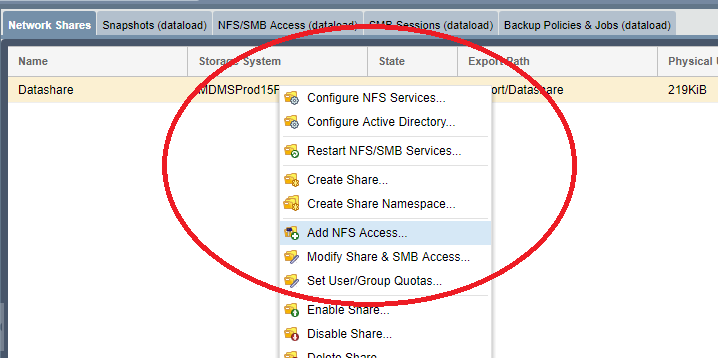 Network Shares Snapshots (dataload) NFS/SMB Access (dataload) SMB Sessions (dataload) Backup Policies & Jobs (dataload)
Name Storage System State Export Path Physical
Datashare MDMSProd15 ort/Datashare 219KiB
Configure NFS Services...
Configure Active Directory...
Restart NFS/SMB Services...
Create Share...
Create Share Namespace...
Add NFS Access...
Modify Share & SMB Access...
Set User/Group Quotas...
Enable Share...
Disable Share...
Delete Share